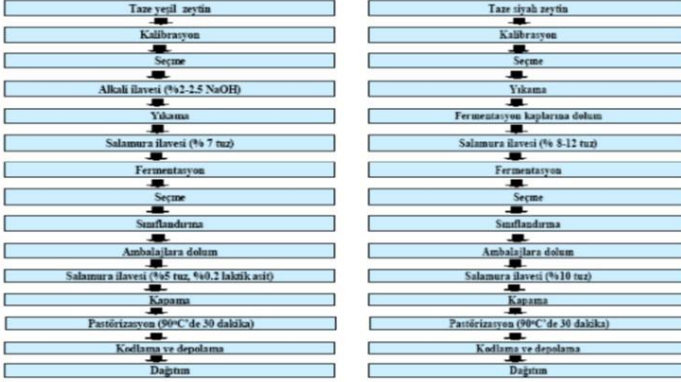 Taze yeşil zeytin
Kalibrasyon
Seçme
Alkali ilavesi (%2-2.5 NaOH)
Yıkama
Salamura ilavesi (% 7 tuz)
Fermentasyon
Seçme
Sınıflandırma
Ambalajlara dolum
Salamura ilavesi (%5 tuz, %0.2 laktik asit)
Kapama
Pastörizasyon (90°C'de 30 dakika)
Kodlama ve depolama
Dağıtım
Taze siyah zeytin
Kalibrasyon
Seçme
Yıkama
Fermentasyon kaplarına dolum
Salamura ilavesi (% 8-12 tuz)
Fermentasyon
Seçme
Sınıflandırma
Ambalajlara dolum
Salamura ilavesi (%10 tuz)
Kapama
Pastörizasyon (90°C'de 30 dakika)
Kodlama ve depolama
Dağıtım